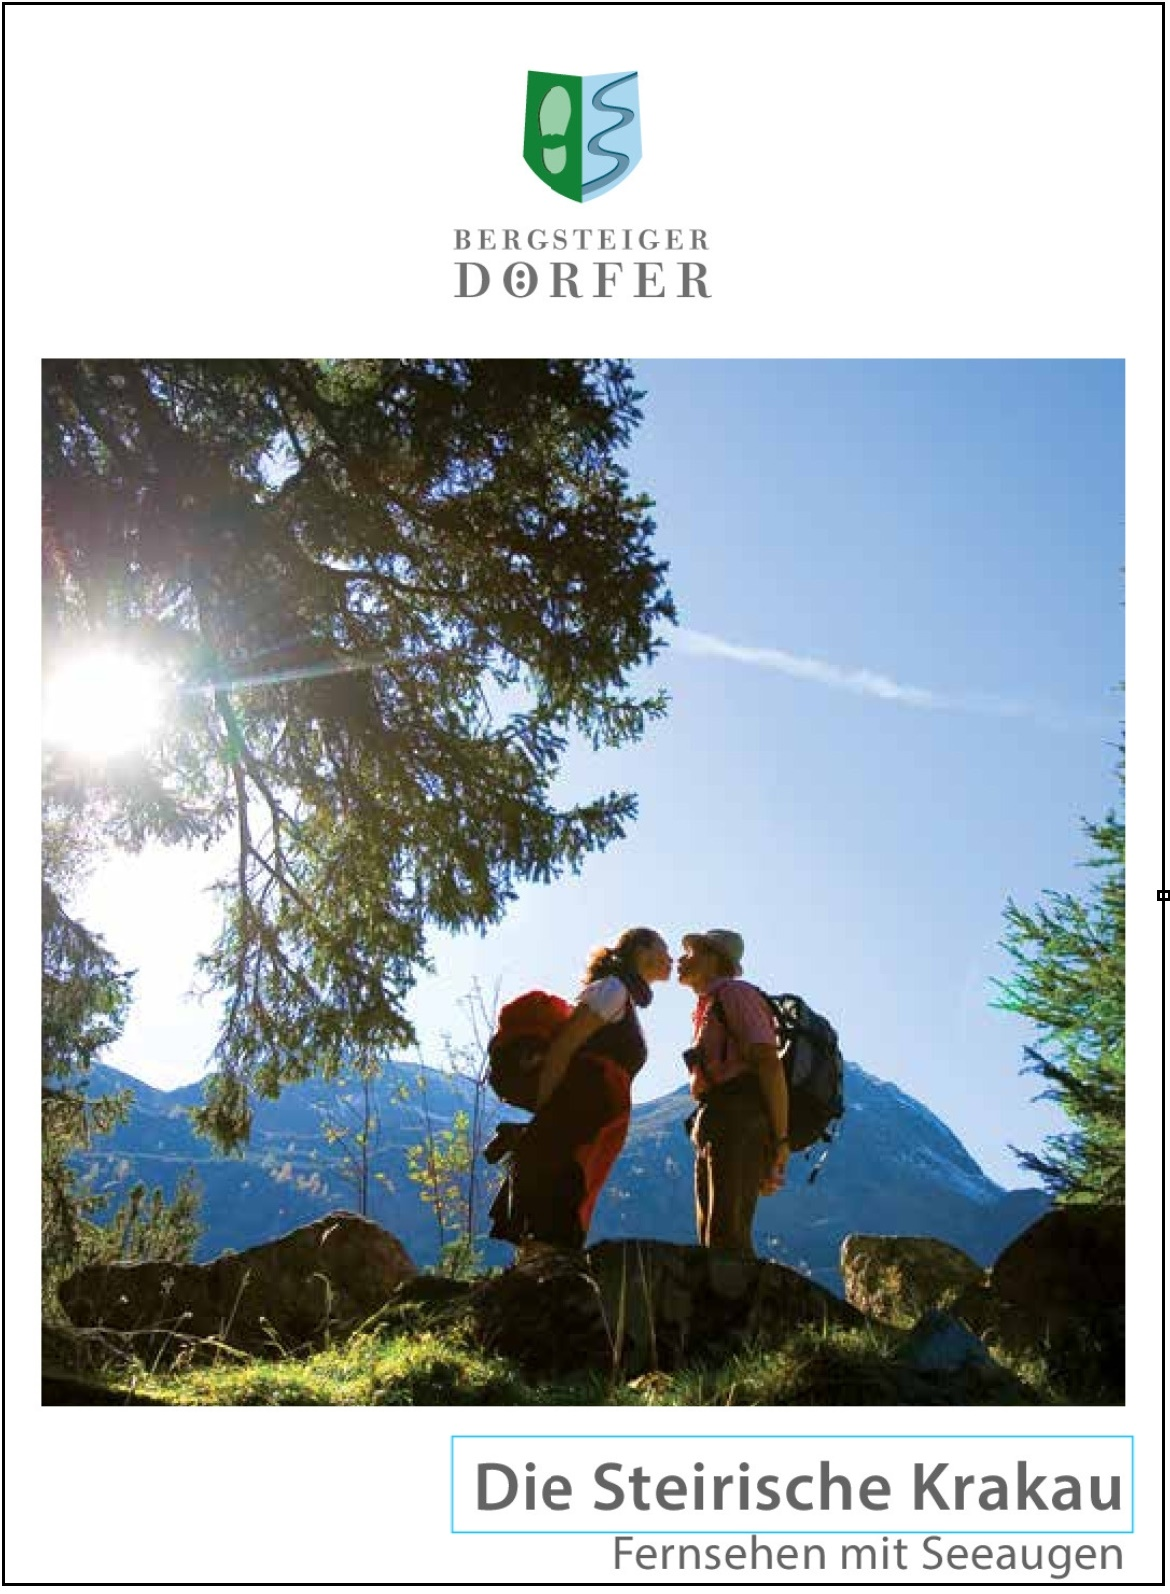 BERGSTEIGER
DÖRFER
Die Steirische Krakau
Fernsehen mit Seeaugen